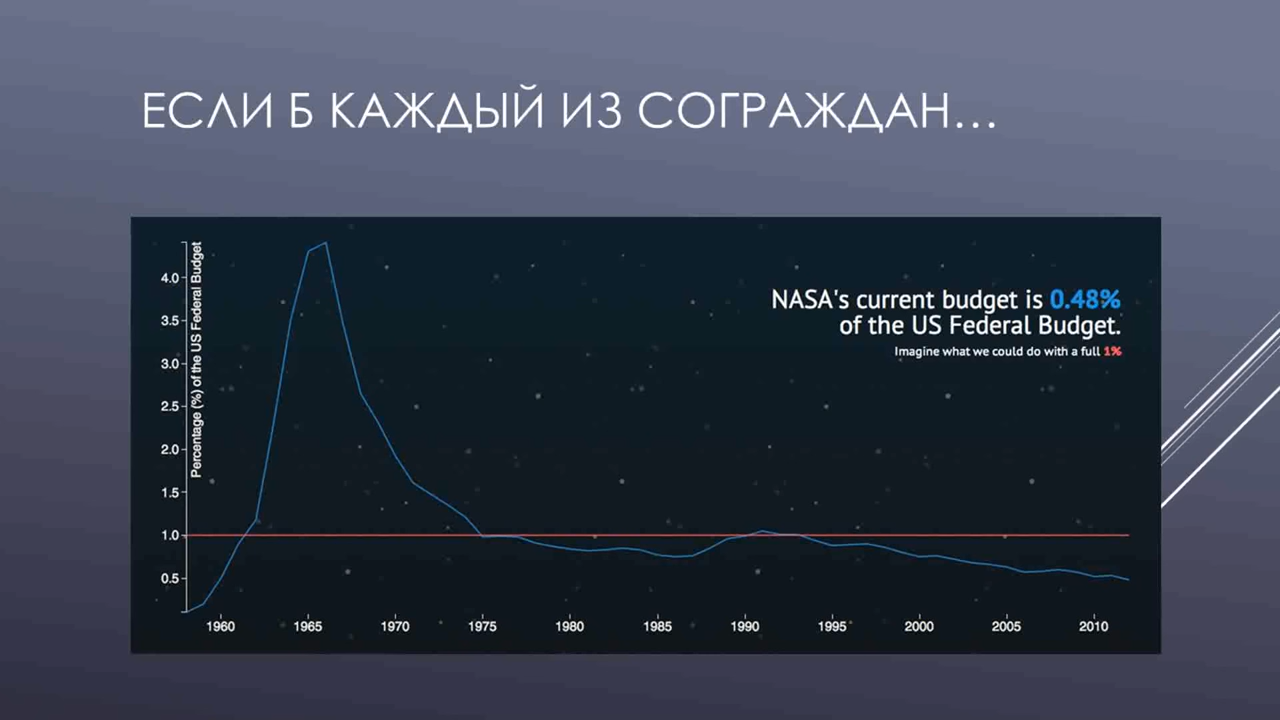 ЕСЛИ Б КАЖДЫЙ ИЗ СОГРАЖДАН...
Percentage (%) of the US Federal Budget
4.0
3.5
3.0
2.5
2.0
1.5
1.0
0.5
NASA's current budget is 0.48%
of the US Federal Budget.
Imagine what we could do with a full 1%
1960 1965 1970 1975 1980 1985 1990 1995 2000 2005 2010